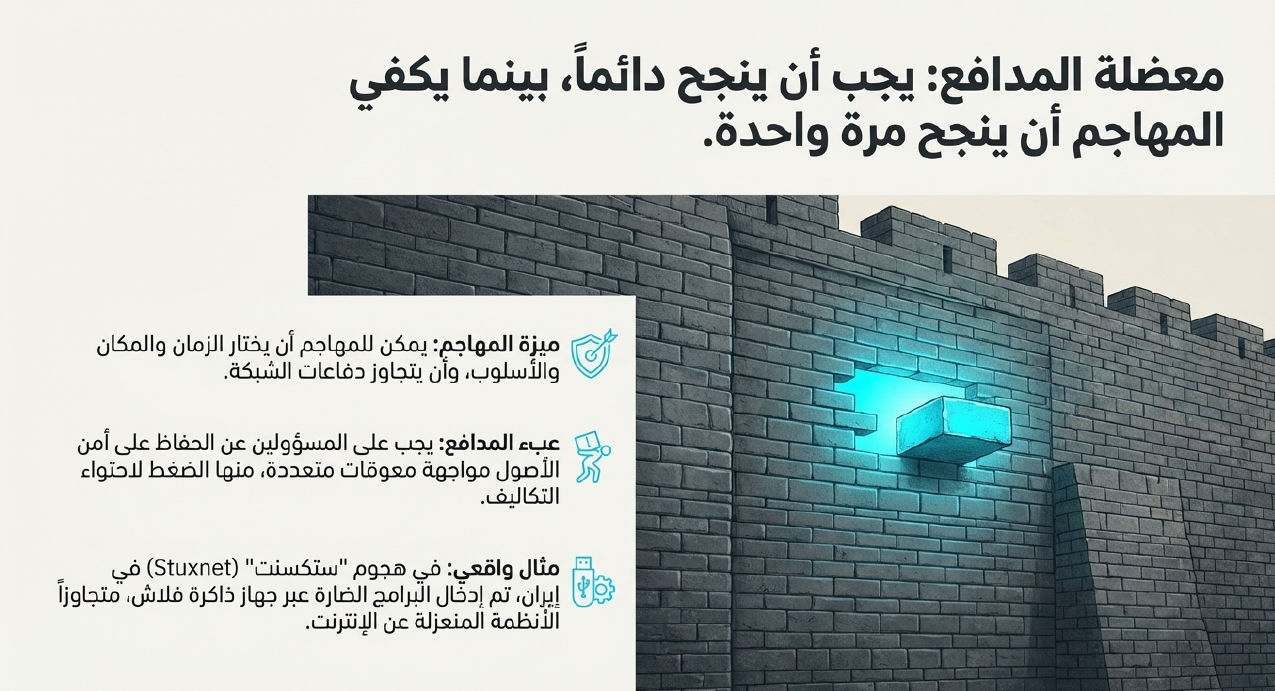 معضلة المدافع: يجب أن ينجح دائماً، بينما يكفي
المهاجم أن ينجح مرة واحدة.
ميزة المهاجم: يمكن للمهاجم أن يختار الزمان والمكان
والأسلوب، وأن يتجاوز دفاعات الشبكة.
عبء المدافع: يجب على المسؤولين عن الحفاظ على أمن
الأصول مواجهة معوقات متعددة، منها الضغط لاحتواء
التكاليف.
مثال واقعي: في هجوم "ستكسنت" (Stuxnet) في
إيران، تم إدخال البرامج الضارة عبر جهاز ذاكرة فلاش، متجاوزاً
الأنظمة المنعزلة عن الإنترنت.